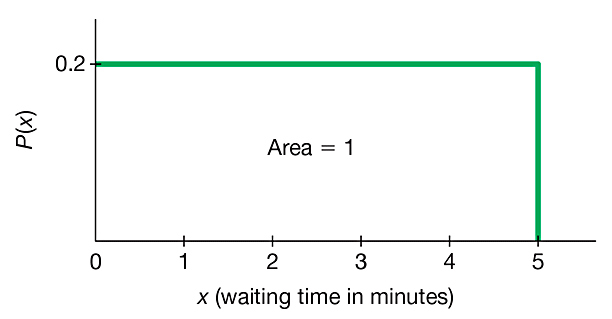 0.2
P(x)
Area = 1
0 1 2 3 4 5
x (waiting time in minutes)